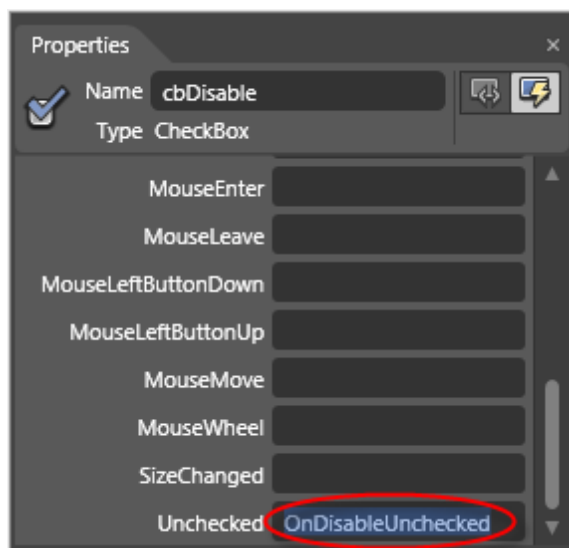 Properties
Name cbDisable
Type CheckBox
MouseEnter
MouseLeave
MouseLeftButtonDown
MouseLeftButtonUp
MouseMove
MouseWheel
SizeChanged
Unchecked OnDisableUnchecked